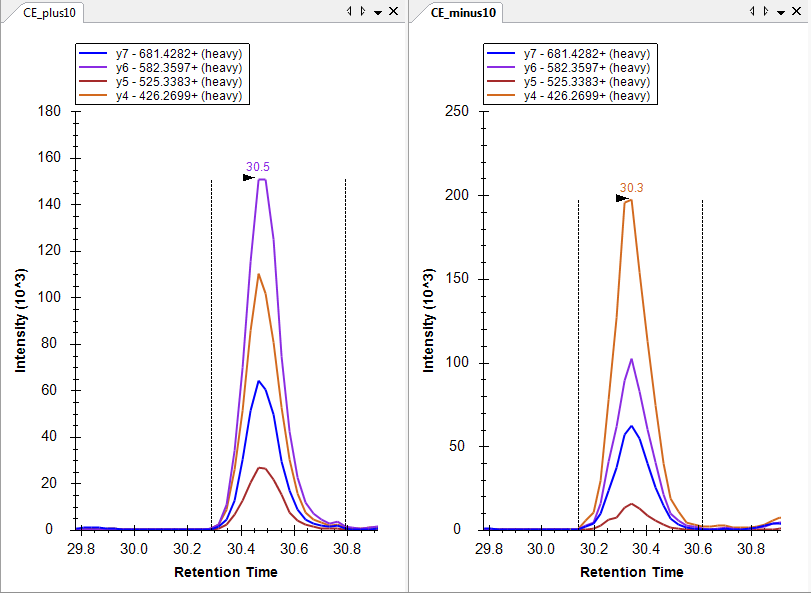 CE_plus10
y7 - 681.4282+ (heavy)
y6 - 582.3597+ (heavy)
y5 - 525.3383+ (heavy)
y4 - 426.2699+ (heavy)
180
160
140
120
100
80
60
40
20
0
Intensity (10^3)
30.5
29.8 30.0 30.2 30.4 30.6 30.8
Retention Time
CE_minus10
y7 - 681.4282+ (heavy)
y6 - 582.3597+ (heavy)
y5 - 525.3383+ (heavy)
y4 - 426.2699+ (heavy)
250
200
150
100
50
0
Intensity (10^3)
30.3
29.8 30.0 30.2 30.4 30.6 30.8
Retention Time